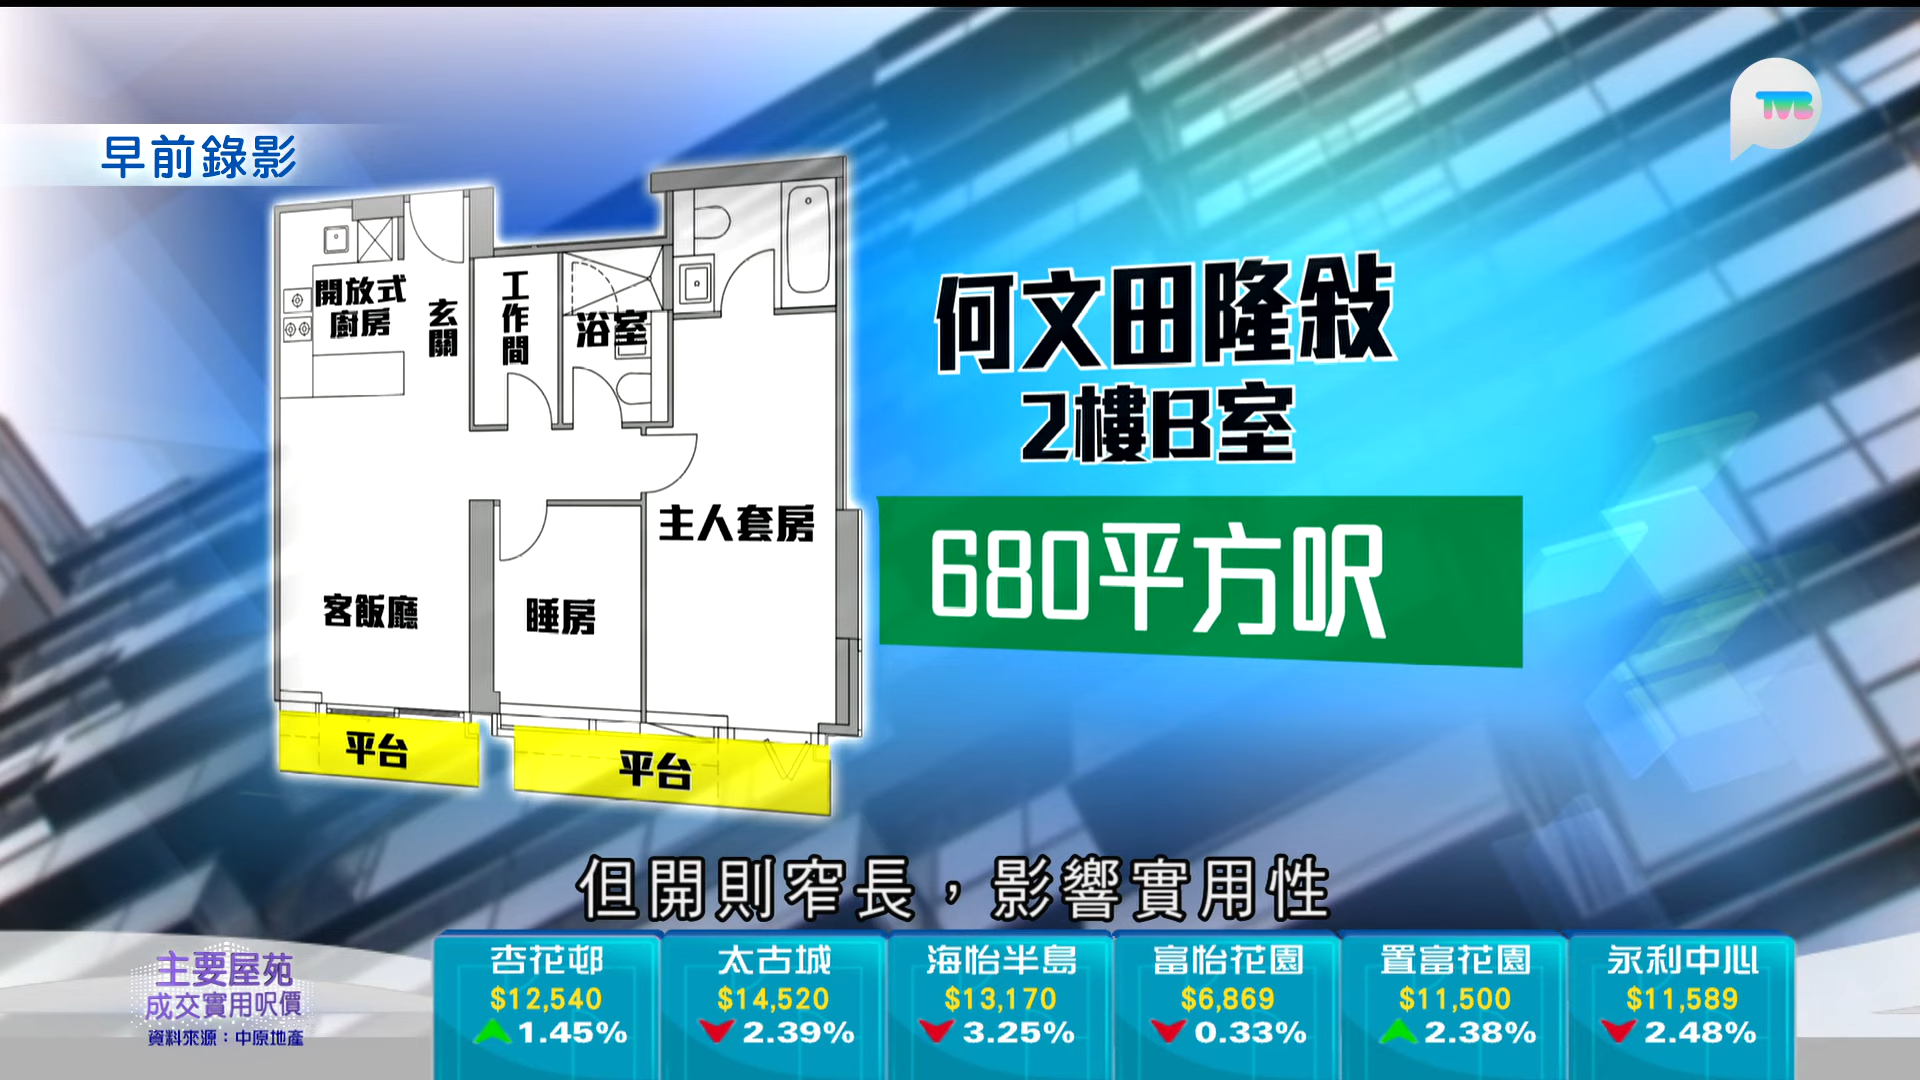 早前錄影
TVB
開放式
廚房
玄關
工作間
浴室
主人套房
客飯廳
睡房
平台
平台
何文田隆敍
2樓B室
680平方呎
但開則窄長，影響實用性
主要屋苑
成交實用呎價
資料來源：中原地產
杏花邨
$12,540
1.45%
太古城
$14,520
2.39%
海怡半島
$13,170
3.25%
富怡花園
$6,869
0.33%
置富花園
$11,500
2.38%
永利中心
$11,589
2.48%